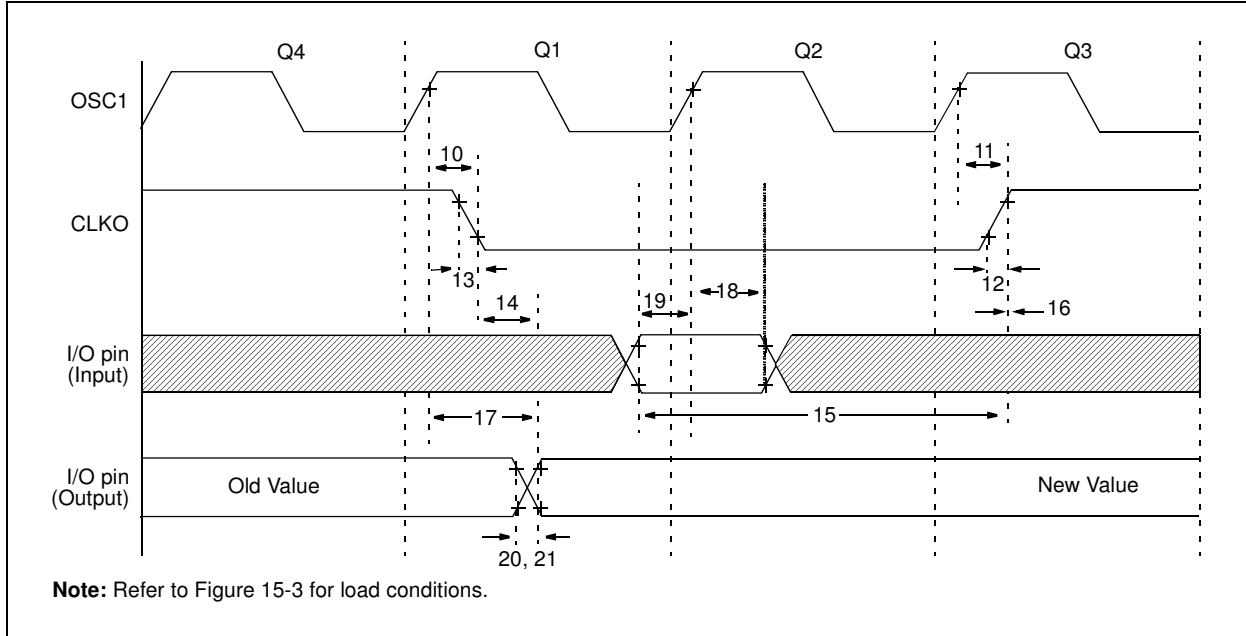 Q4 Q1 Q2 Q3
OSC1
10 11
CLKO
13 12
14 19 18 16
I/O pin
(Input)
17 15
I/O pin
(Output)
Old Value New Value
20, 21
Note: Refer to Figure 15-3 for load conditions.